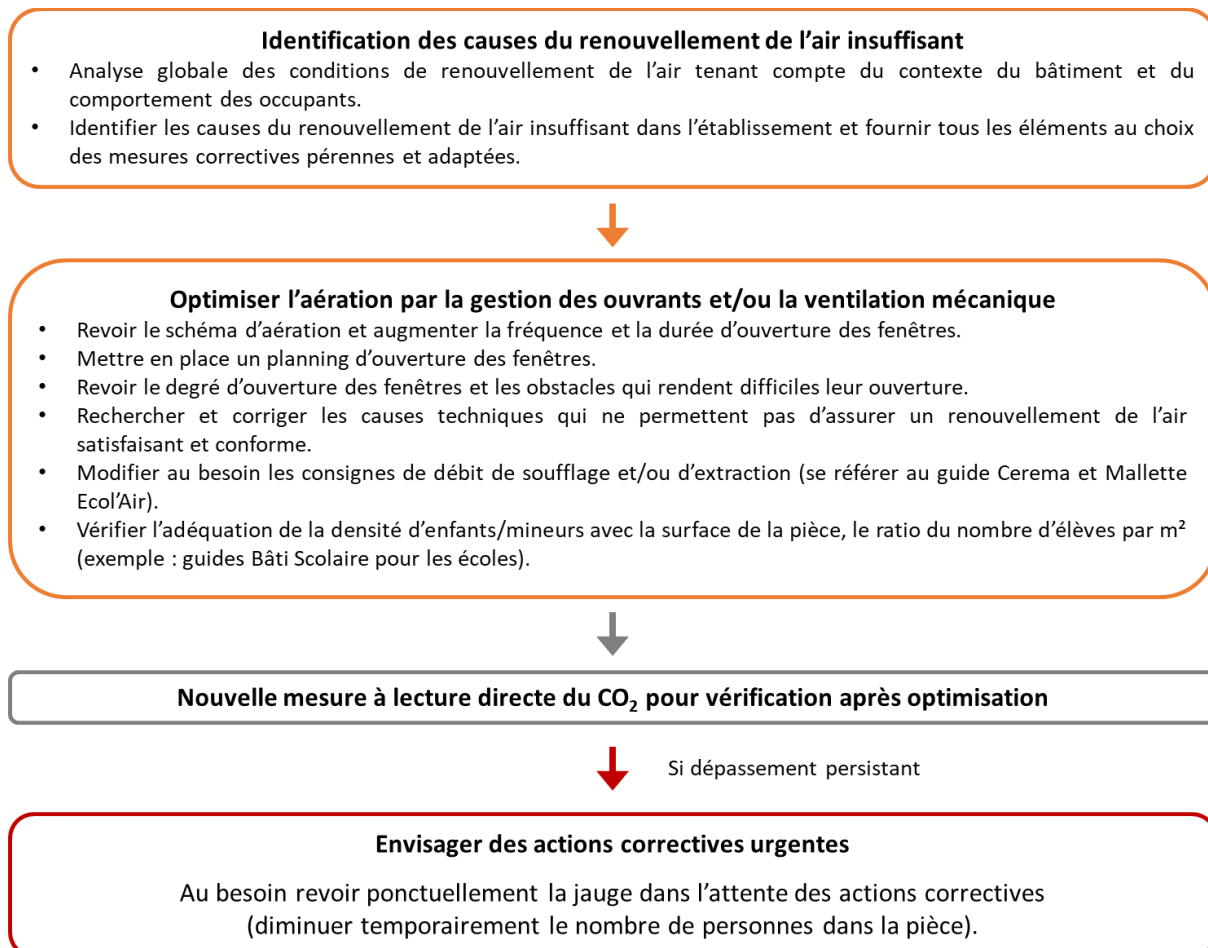 Identification des causes du renouvellement de l’air insuffisant
• Analyse globale des conditions de renouvellement de l’air tenant compte du contexte du bâtiment et du
comportement des occupants.
• Identifier les causes du renouvellement de l’air insuffisant dans l’établissement et fournir tous les éléments au choix
des mesures correctives pérennes et adaptées.
Optimiser l’aération par la gestion des ouvrants et/ou la ventilation mécanique
• Revoir le schéma d’aération et augmenter la fréquence et la durée d’ouverture des fenêtres.
• Mettre en place un planning d’ouverture des fenêtres.
• Revoir le degré d’ouverture des fenêtres et les obstacles qui rendent difficiles leur ouverture.
• Rechercher et corriger les causes techniques qui ne permettent pas d’assurer un renouvellement de l’air
satisfaisant et conforme.
• Modifier au besoin les consignes de débit de soufflage et/ou d’extraction (se référer au guide Cerema et Mallette
Ecol’Air).
• Vérifier l’adéquation de la densité d’enfants/mineurs avec la surface de la pièce, le ratio du nombre d’élèves par m²
(exemple : guides Bâti Scolaire pour les écoles).
Nouvelle mesure à lecture directe du CO₂ pour vérification après optimisation
Si dépassement persistant
Envisager des actions correctives urgentes
Au besoin revoir ponctuellement la jauge dans l’attente des actions correctives
(diminuer temporairement le nombre de personnes dans la pièce).